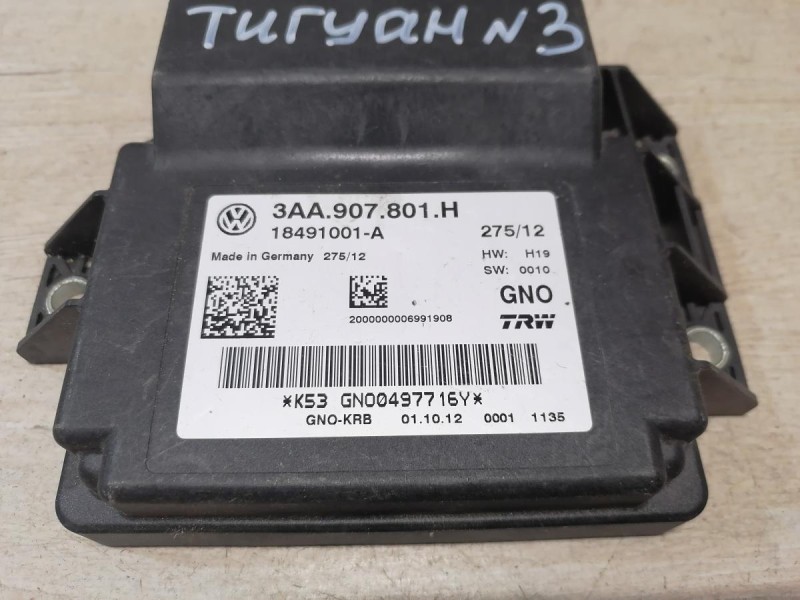 ТИГУАН N3
3AA.907.801.H
18491001-A 275/12
Made in Germany 275/12 HW: H19
SW: 0010
GNO
2000000006991908
TRW
*K53 GNO0497716Y*
GNO-KRB 01.10.12 0001 1135